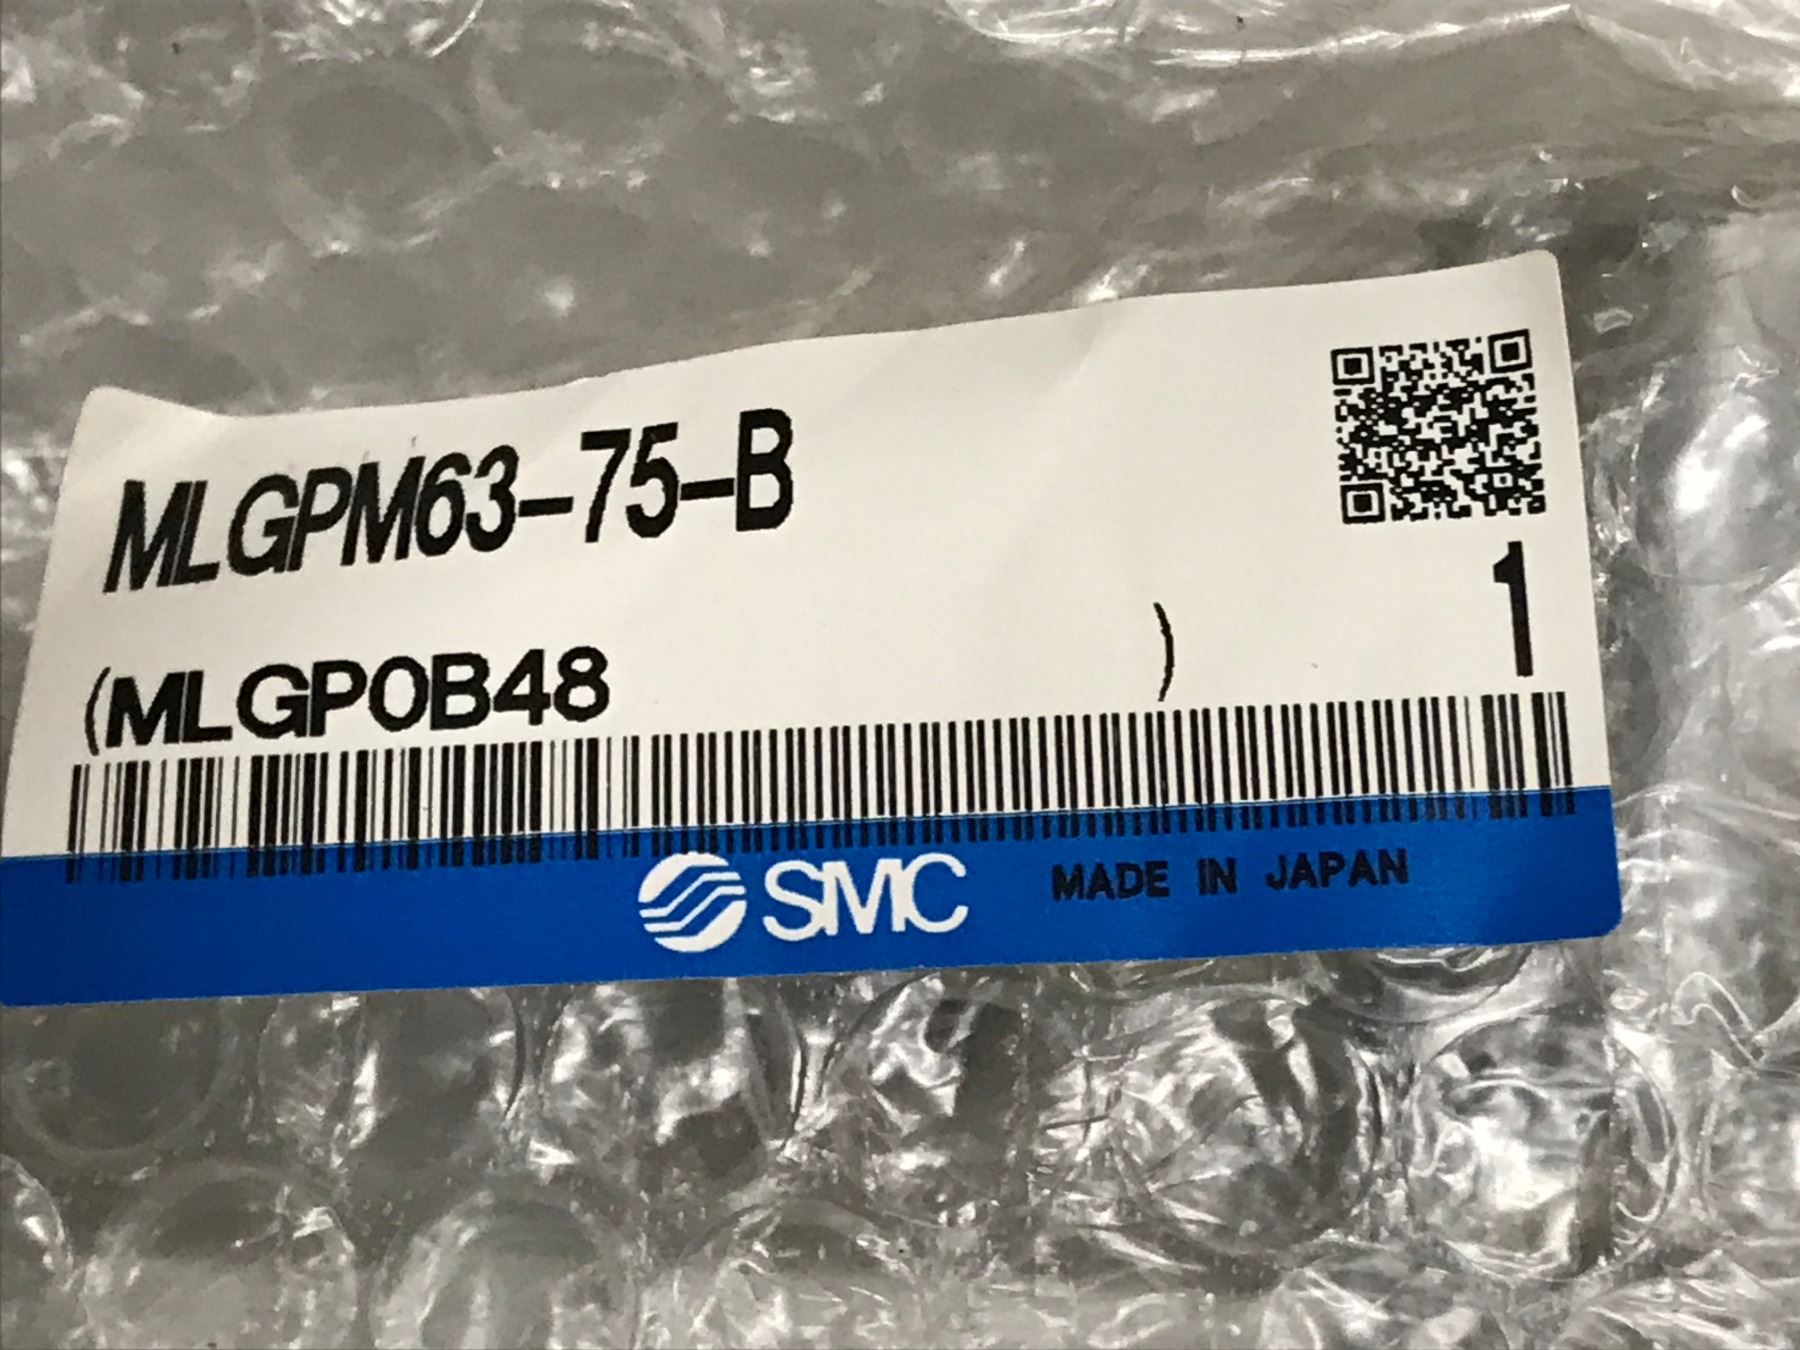 MLGPM63-75-B
1
(MLGP0B48 )
SMC MADE IN JAPAN